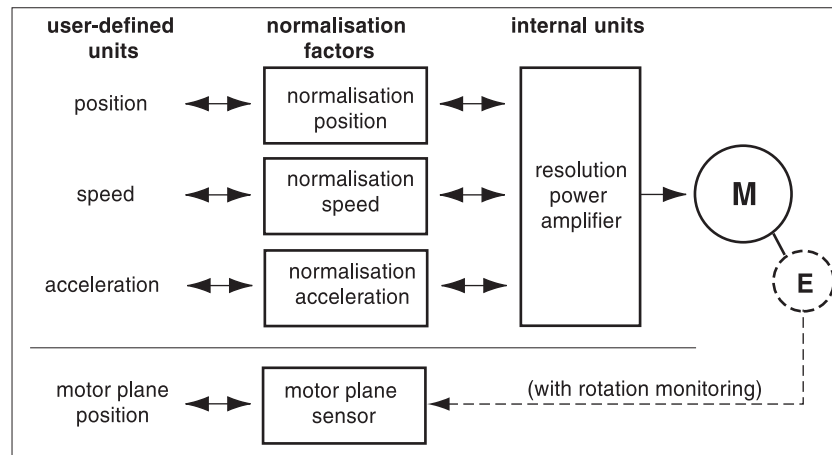 user-defined units
normalisation factors
internal units
position
normalisation position
speed
normalisation speed
acceleration
normalisation acceleration
resolution power amplifier
M
E
motor plane position
motor plane sensor
(with rotation monitoring)